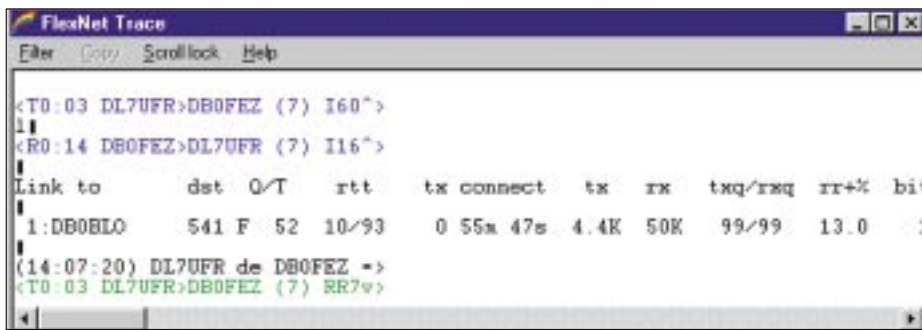 FlexNet Trace
Filter Copy Scroll lock Help
<T0:03 DL7UFR>DB0FEZ (7) I60^>
l
<R0:14 DB0FEZ>DL7UFR (7) I16^>
Link to dst Q/T rtt tx connect tx rx txq/rxq rr+% bit
1:DB0BLO 541 F 52 10/93 0 55m 47s 4.4K 50K 99/99 13.0
(14:07:20) DL7UFR de DB0FEZ =>
<T0:03 DL7UFR>DB0FEZ (7) RR7v>